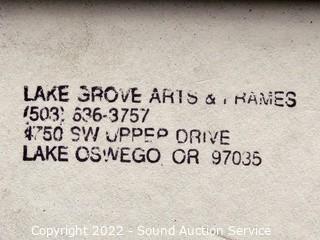 LAKE GROVE ARTS & FRAMES
(503) 636-3757
4750 SW UPPER DRIVE
LAKE OSWEGO, OR 97035
Copyright 2022 - Sound Auction Service